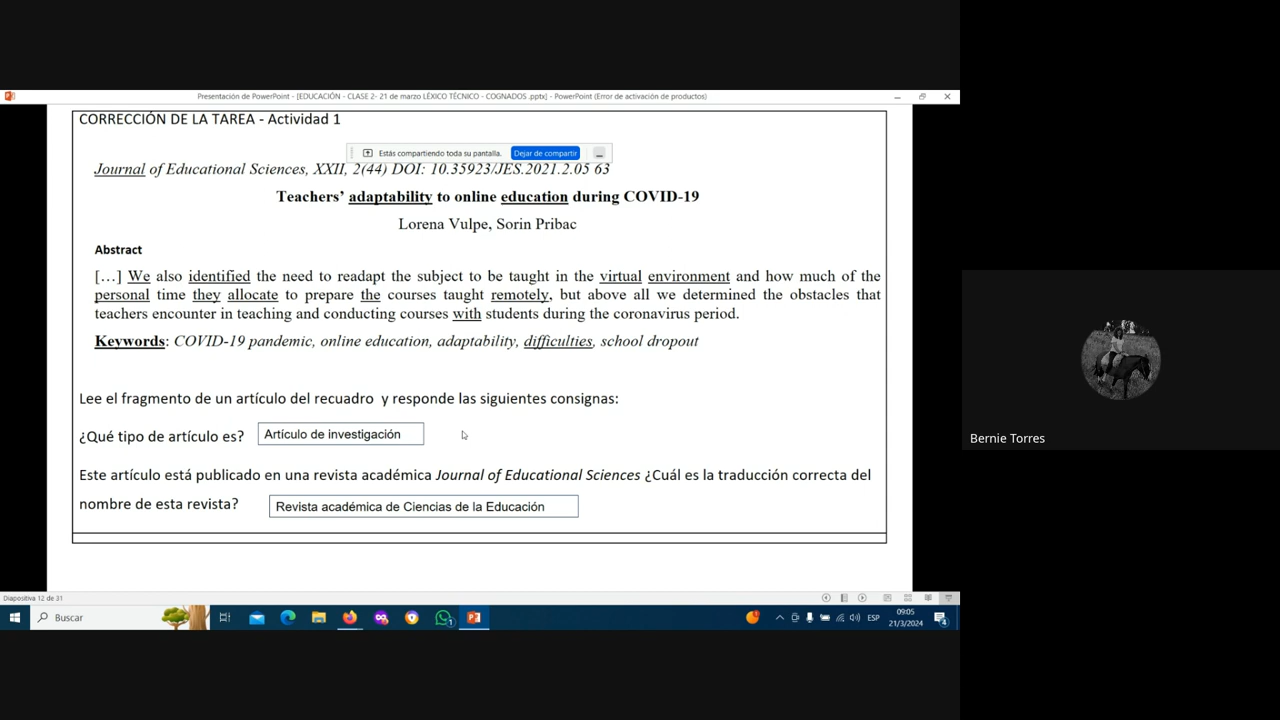 Presentación de PowerPoint - [EDUCACIÓN - CLASE 2- 21 de marzo LÉXICO TÉCNICO - COGNADOS .pptx] - PowerPoint (Error de activación de productos)
CORRECCIÓN DE LA TAREA - Actividad 1
Estás compartiendo toda su pantalla. Dejar de compartir
Journal of Educational Sciences, XXII, 2(44) DOI: 10.35923/JES.2021.2.05 63
Teachers' adaptability to online education during COVID-19
Lorena Vulpe, Sorin Pribac
Abstract
[…] We also identified the need to readapt the subject to be taught in the virtual environment and how much of the
personal time they allocate to prepare the courses taught remotely, but above all we determined the obstacles that
teachers encounter in teaching and conducting courses with students during the coronavirus period.
Keywords: COVID-19 pandemic, online education, adaptability, difficulties, school dropout
Lee el fragmento de un artículo del recuadro y responde las siguientes consignas:
¿Qué tipo de artículo es? Artículo de investigación
Este artículo está publicado en una revista académica Journal of Educational Sciences ¿Cuál es la traducción correcta del
nombre de esta revista? Revista académica de Ciencias de la Educación
Bernie Torres
Diapositiva 12 de 31
Buscar
1
ESP
09:05
21/3/2024
4